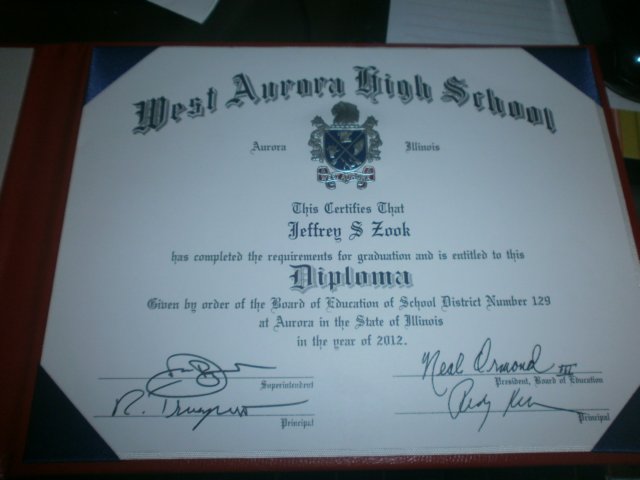 West Aurora High School
Aurora Illinois
This Certifies That
Jeffrey S Zook
has completed the requirements for graduation and is entitled to this
Diploma
Given by order of the Board of Education of School District Number 129
at Aurora in the State of Illinois
in the year of 2012.
Neal Ormond III
Superintendent President, Board of Education
Principal Principal